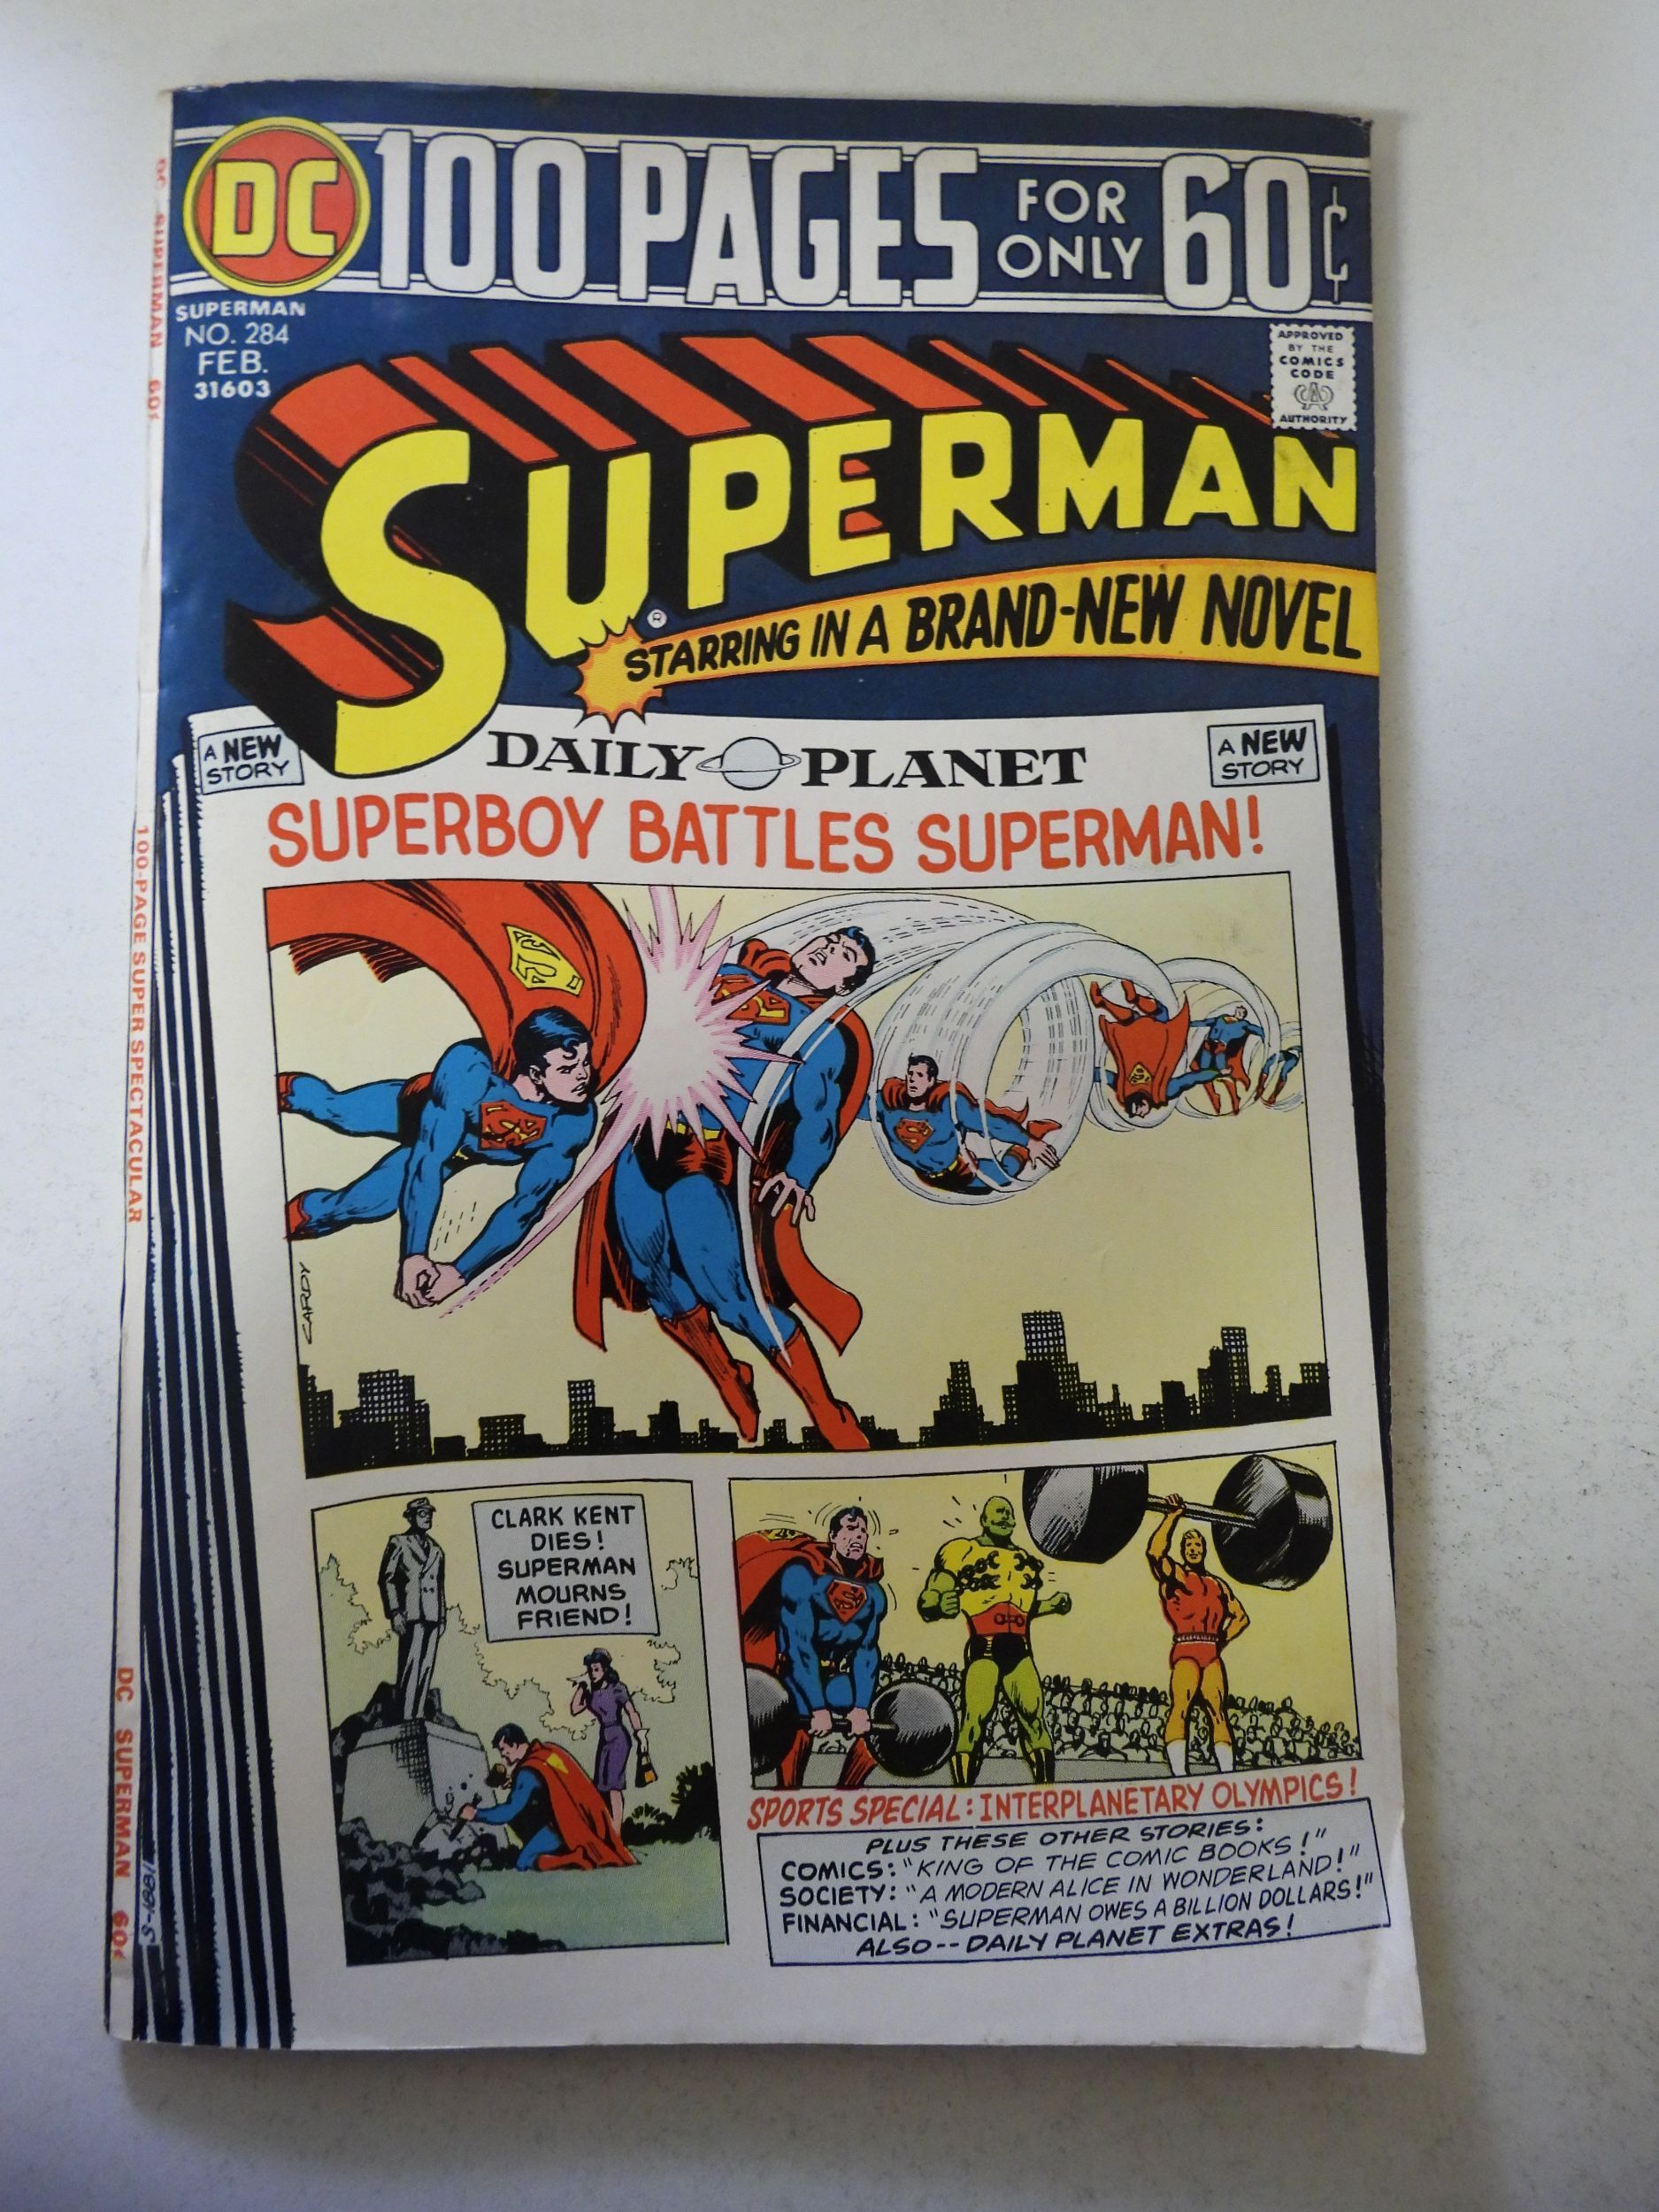 DC 100 PAGES FOR ONLY 60¢
SUPERMAN
NO. 284
FEB.
31603
APPROVED
BY THE
COMICS
CODE
AUTHORITY
SUPERMAN
®
STARRING IN A BRAND-NEW NOVEL
A NEW
STORY
DAILY PLANET
A NEW
STORY
SUPERBOY BATTLES SUPERMAN!
CARDY
CLARK KENT
DIES!
SUPERMAN
MOURNS
FRIEND!
SPORTS SPECIAL: INTERPLANETARY OLYMPICS!
PLUS THESE OTHER STORIES:
COMICS: "KING OF THE COMIC BOOKS!"
SOCIETY: "A MODERN ALICE IN WONDERLAND!"
FINANCIAL: "SUPERMAN OWES A BILLION DOLLARS!"
ALSO--DAILY PLANET EXTRAS!
DC SUPERMAN 60¢
100-PAGE SUPER SPECTACULAR
DC SUPERMAN 60¢